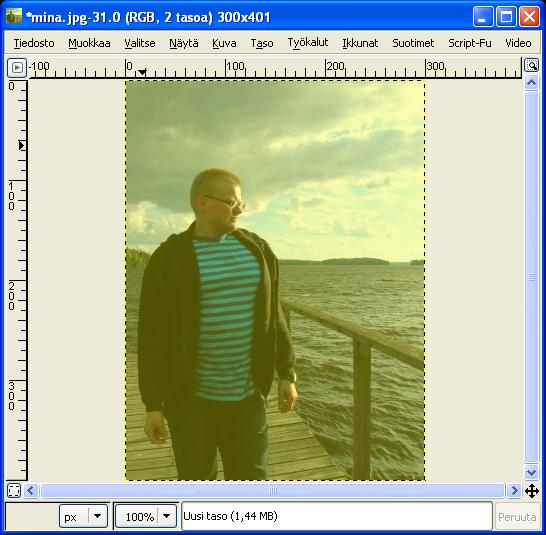 *mina.jpg-31.0 (RGB, 2 tasoa) 300x401
Tiedosto Muokkaa Valitse Näytä Kuva Taso Työkalut Ikkunat Suotimet Script-Fu Video
-100 0 100 200 300
0
100
200
300
px 100% Uusi taso (1,44 MB) Peruuta